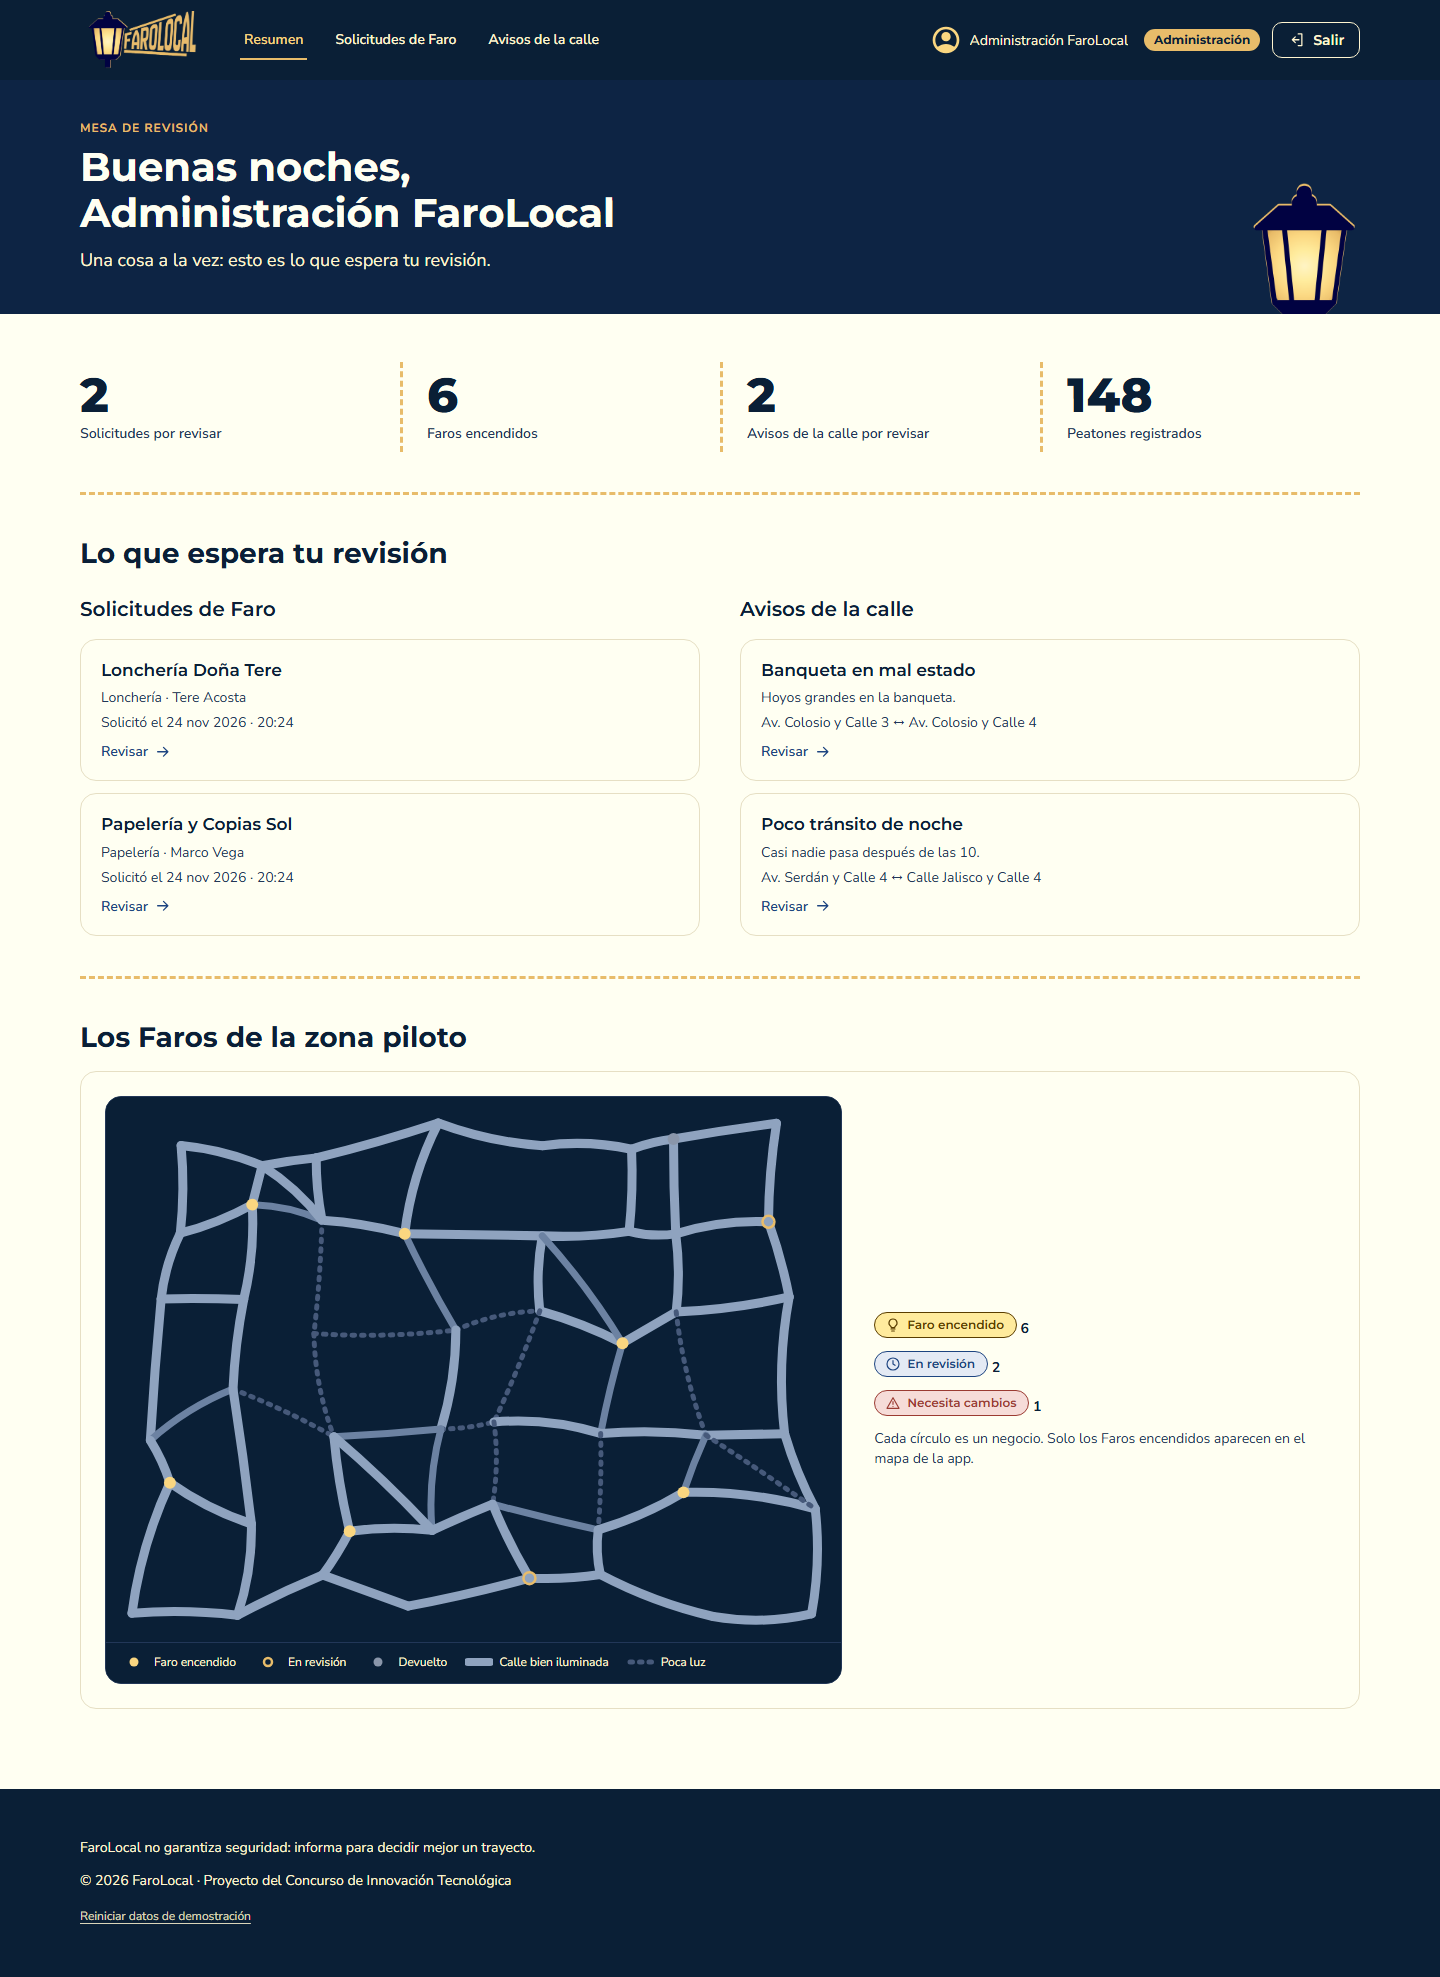 FAROLOCAL
Resumen
Solicitudes de Faro
Avisos de la calle
Administración FaroLocal
Administración
Salir
MESA DE REVISIÓN
Buenas noches,
Administración FaroLocal
Una cosa a la vez: esto es lo que espera tu revisión.
2
Solicitudes por revisar
6
Faros encendidos
2
Avisos de la calle por revisar
148
Peatones registrados
Lo que espera tu revisión
Solicitudes de Faro
Lonchería Doña Tere
Lonchería · Tere Acosta
Solicitó el 24 nov 2026 · 20:24
Revisar →
Papelería y Copias Sol
Papelería · Marco Vega
Solicitó el 24 nov 2026 · 20:24
Revisar →
Avisos de la calle
Banqueta en mal estado
Hoyos grandes en la banqueta.
Av. Colosio y Calle 3 ↔ Av. Colosio y Calle 4
Revisar →
Poco tránsito de noche
Casi nadie pasa después de las 10.
Av. Serdán y Calle 4 ↔ Calle Jalisco y Calle 4
Revisar →
Los Faros de la zona piloto
Faro encendido
En revisión
Devuelto
Calle bien iluminada
Poca luz
Faro encendido 6
En revisión 2
Necesita cambios 1
Cada círculo es un negocio. Solo los Faros encendidos aparecen en el
mapa de la app.
FaroLocal no garantiza seguridad: informa para decidir mejor un trayecto.
© 2026 FaroLocal · Proyecto del Concurso de Innovación Tecnológica
Reiniciar datos de demostración